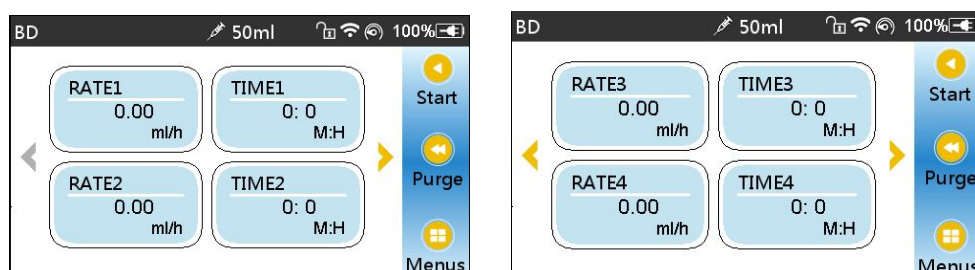 BD 50ml 100%
RATE1 TIME1
0.00 0: 0
ml/h M:H
Start
RATE2 TIME2
0.00 0: 0
ml/h M:H
Purge
Menus
BD 50ml 100%
RATE3 TIME3
0.00 0: 0
ml/h M:H
Start
RATE4 TIME4
0.00 0: 0
ml/h M:H
Purge
Menus